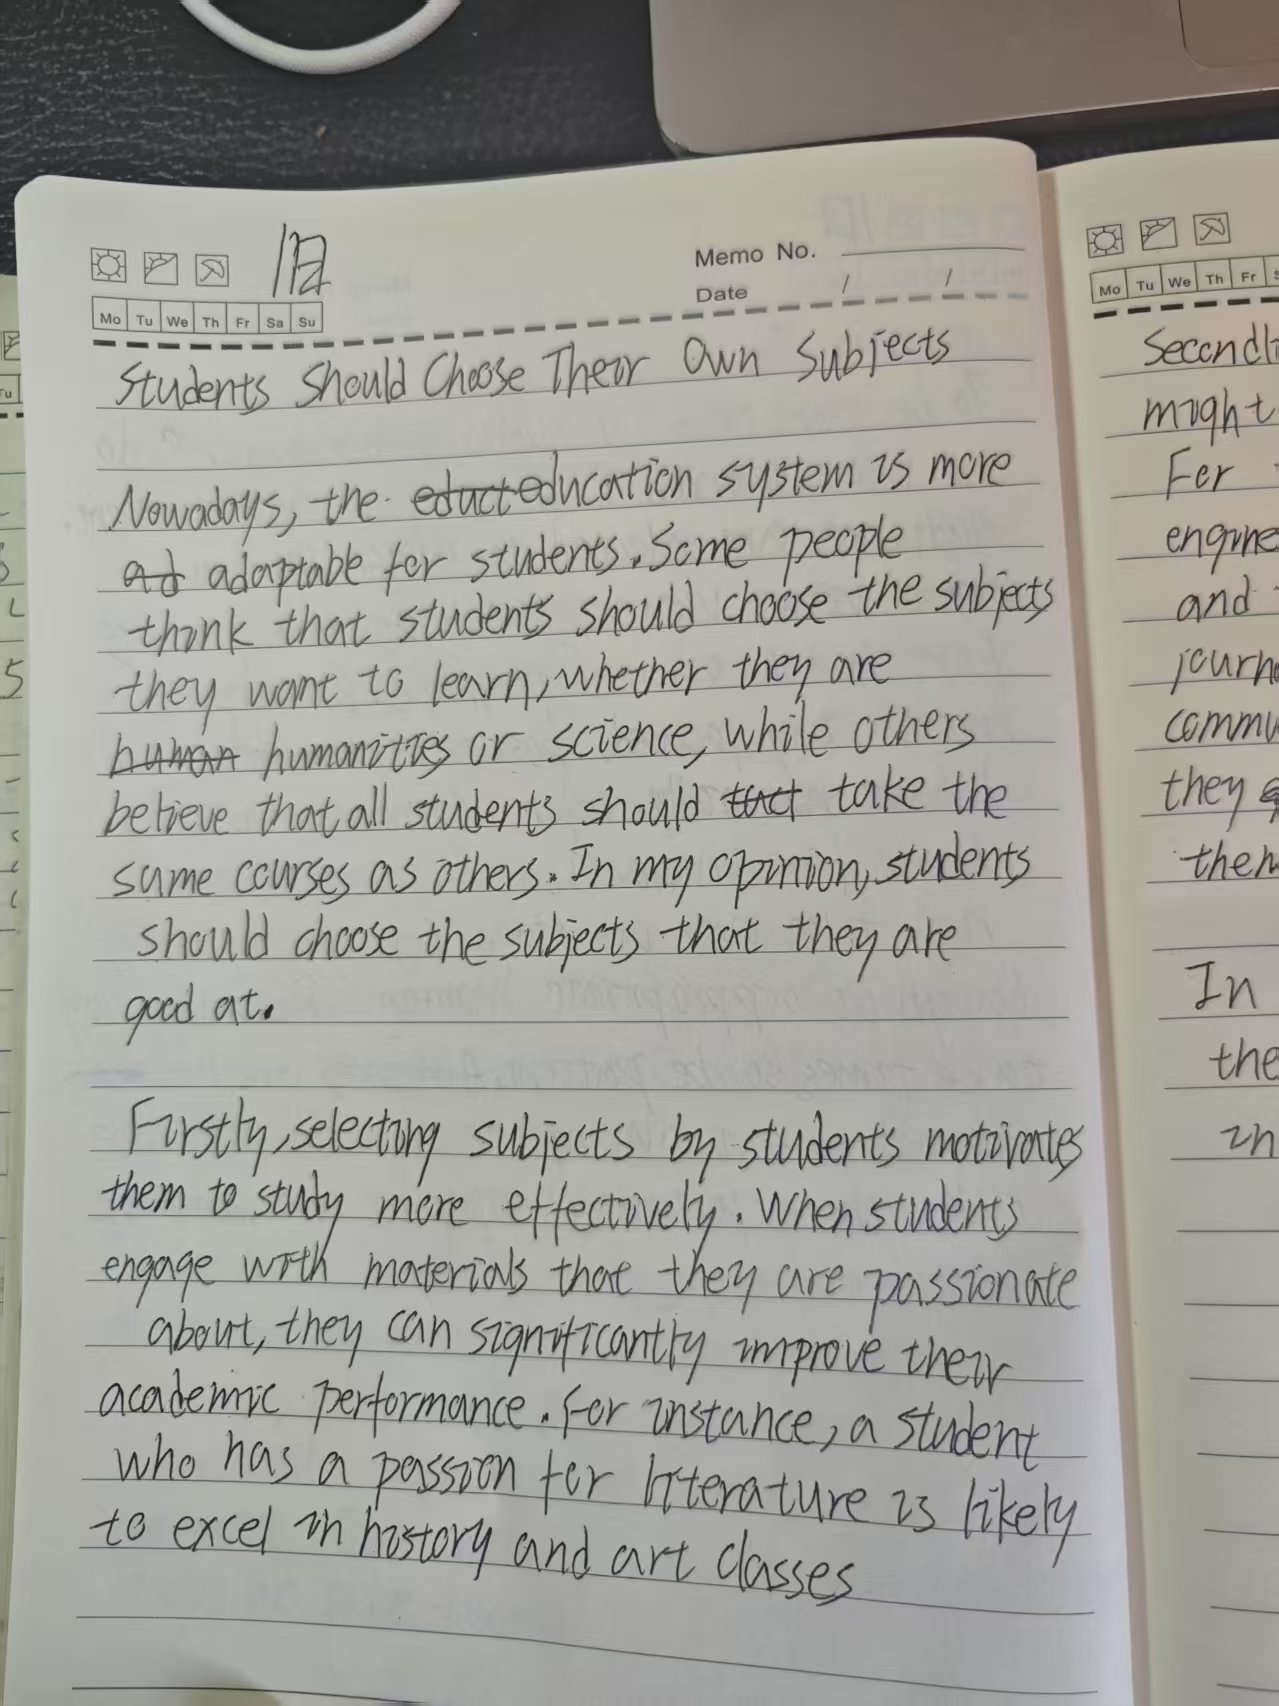 Memo No.
Date / /
Mo Tu We Th Fr Sa Su
Students Should Choose Their Own Subjects
Nowadays, the educt education system is more
ad adaptable for students. Some people
think that students should choose the subjects
they want to learn, whether they are
human humanities or science, while others
believe that all students should tact take the
same courses as others. In my opinion, students
should choose the subjects that they are
good at.
Firstly, selecting subjects by students motivates
them to study more effectively. When students
engage with materials that they are passionate
about, they can significantly improve their
academic performance. For instance, a student
who has a passion for literature is likely
to excel in history and art classes
Mo Tu We Th Fr
Secondl
might
For
engine
and
journa
commu
they
them
In
the
in
Tu
5